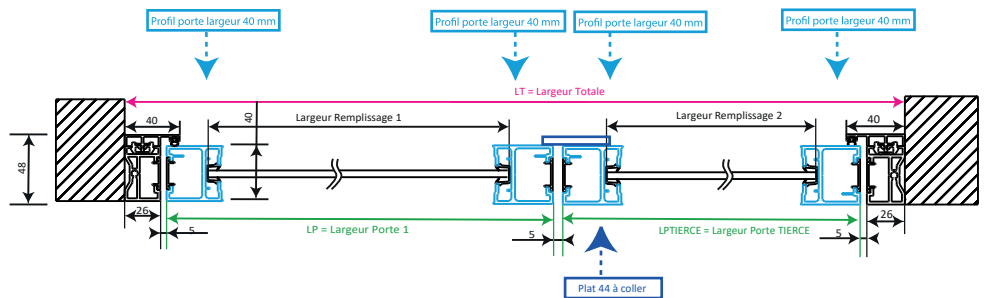 Profil porte largeur 40 mm
Profil porte largeur 40 mm
Profil porte largeur 40 mm
Profil porte largeur 40 mm
LT = Largeur Totale
40
40
Largeur Remplissage 1
Largeur Remplissage 2
40
48
26
26
LP = Largeur Porte 1
LPTIERCE = Largeur Porte TIERCE
5
5
5
Plat 44 à coller